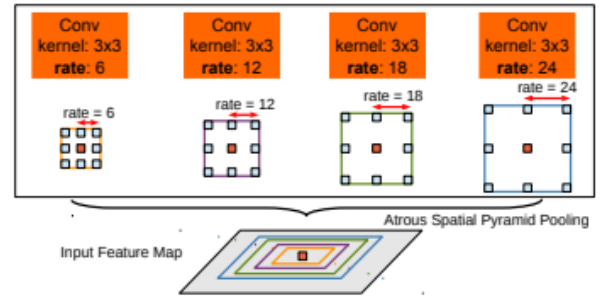 Conv
kernel: 3x3
rate: 6
Conv
kernel: 3x3
rate: 12
Conv
kernel: 3x3
rate: 18
Conv
kernel: 3x3
rate: 24
rate = 6
rate = 12
rate = 18
rate = 24
Atrous Spatial Pyramid Pooling
Input Feature Map